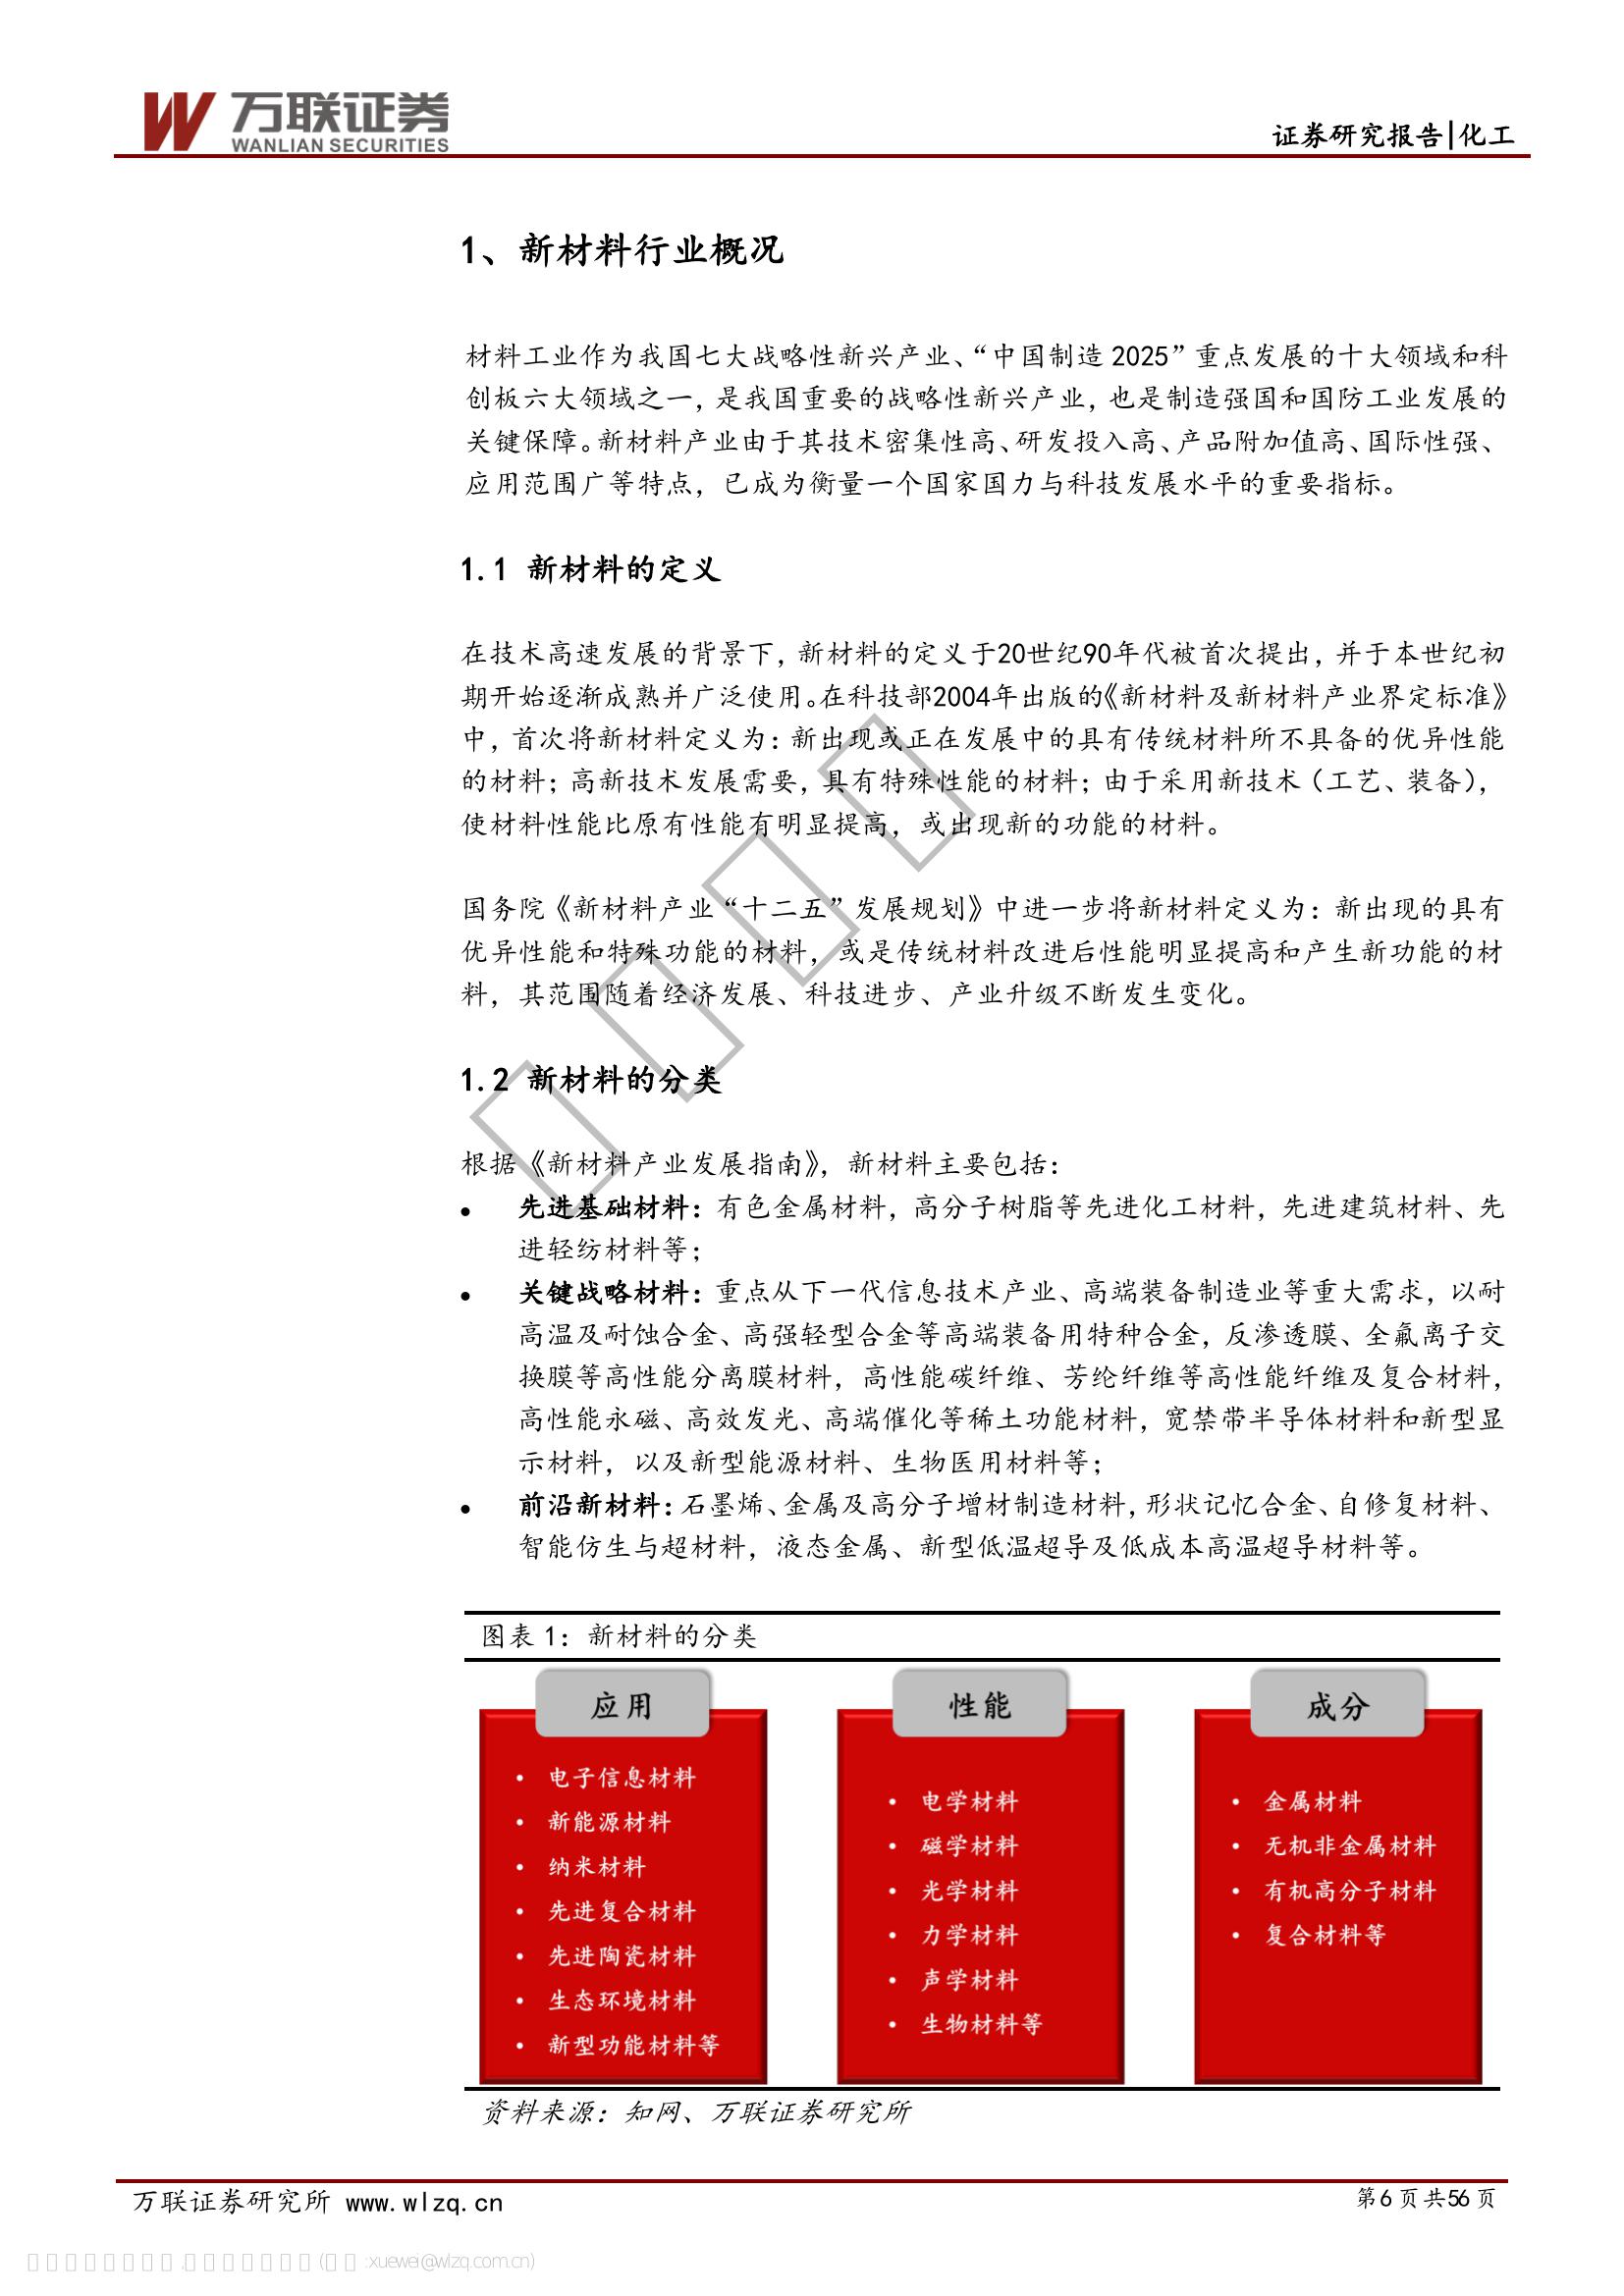 万联证券
WANLIAN SECURITIES
证券研究报告|化工
1、新材料行业概况
材料工业作为我国七大战略性新兴产业、“中国制造 2025”重点发展的十大领域和科
创板六大领域之一，是我国重要的战略性新兴产业，也是制造强国和国防工业发展的
关键保障。新材料产业由于其技术密集性高、研发投入高、产品附加值高、国际性强、
应用范围广等特点，已成为衡量一个国家国力与科技发展水平的重要指标。
1.1 新材料的定义
在技术高速发展的背景下，新材料的定义于20世纪90年代被首次提出，并于本世纪初
期开始逐渐成熟并广泛使用。在科技部2004年出版的《新材料及新材料产业界定标准》
中，首次将新材料定义为：新出现或正在发展中的具有传统材料所不具备的优异性能
的材料；高新技术发展需要，具有特殊性能的材料；由于采用新技术（工艺、装备），
使材料性能比原有性能有明显提高，或出现新的功能的材料。
国务院《新材料产业“十二五”发展规划》中进一步将新材料定义为：新出现的具有
优异性能和特殊功能的材料，或是传统材料改进后性能明显提高和产生新功能的材
料，其范围随着经济发展、科技进步、产业升级不断发生变化。
1.2 新材料的分类
根据《新材料产业发展指南》，新材料主要包括：
● 先进基础材料：有色金属材料，高分子树脂等先进化工材料，先进建筑材料、先
进轻纺材料等；
● 关键战略材料：重点从下一代信息技术产业、高端装备制造业等重大需求，以耐
高温及耐蚀合金、高强轻型合金等高端装备用特种合金，反渗透膜、全氟离子交
换膜等高性能分离膜材料，高性能碳纤维、芳纶纤维等高性能纤维及复合材料，
高性能永磁、高效发光、高端催化等稀土功能材料，宽禁带半导体材料和新型显
示材料，以及新型能源材料、生物医用材料等；
● 前沿新材料：石墨烯、金属及高分子增材制造材料，形状记忆合金、自修复材料、
智能仿生与超材料，液态金属、新型低温超导及低成本高温超导材料等。
图表 1：新材料的分类
应用
• 电子信息材料
• 新能源材料
• 纳米材料
• 先进复合材料
• 先进陶瓷材料
• 生态环境材料
• 新型功能材料等
性能
• 电学材料
• 磁学材料
• 光学材料
• 力学材料
• 声学材料
• 生物材料等
成分
• 金属材料
• 无机非金属材料
• 有机高分子材料
• 复合材料等
资料来源：知网、万联证券研究所
万联证券研究所 www.wlzq.cn
第 6 页 共 56 页
:xuewei@wlzq.com.cn)